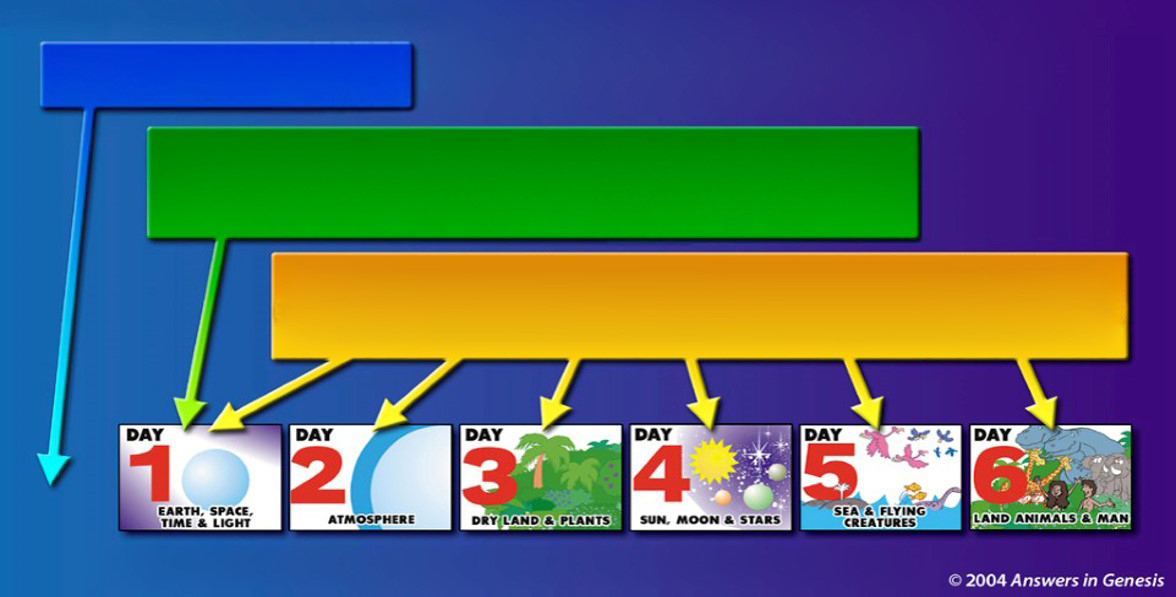 DAY
1
EARTH, SPACE,
TIME & LIGHT
DAY
2
ATMOSPHERE
DAY
3
DRY LAND & PLANTS
DAY
4
SUN, MOON & STARS
DAY
5
SEA & FLYING
CREATURES
DAY
6
LAND ANIMALS & MAN
© 2004 Answers in Genesis